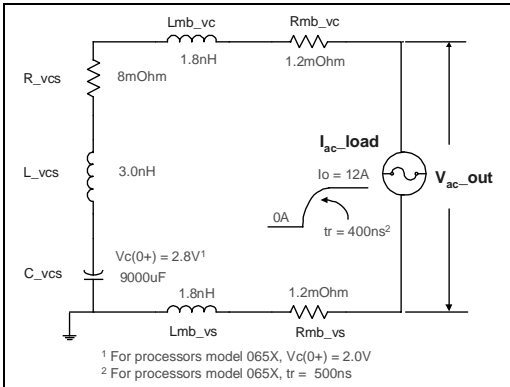 Lmb_vc
Rmb_vc
1.8nH
1.2mOhm
R_vcs
8mOhm
I_ac_load
Io = 12A
V_ac_out
L_vcs
3.0nH
0A
tr = 400ns²
Vc(0+) = 2.8V¹
C_vcs
9000uF
1.8nH
1.2mOhm
Lmb_vs
Rmb_vs
¹ For processors model 065X, Vc(0+) = 2.0V
² For processors model 065X, tr = 500ns